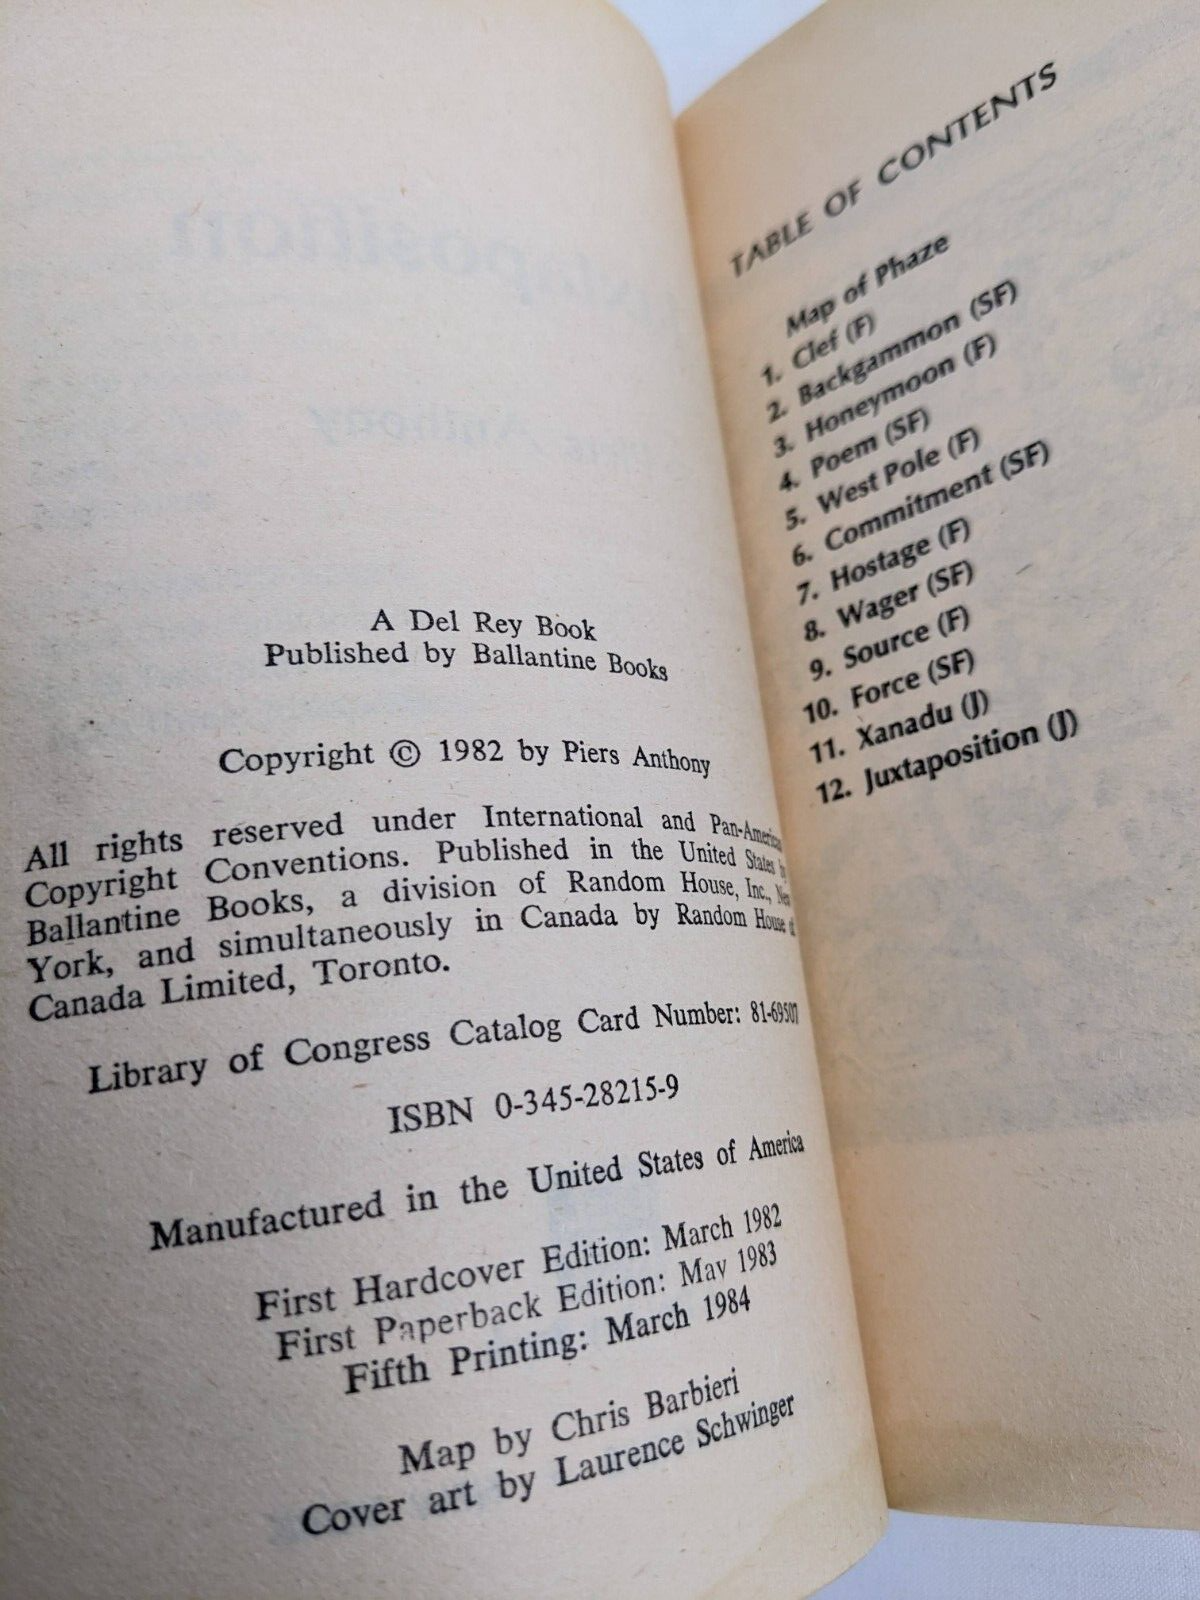 A Del Rey Book
Published by Ballantine Books
Copyright © 1982 by Piers Anthony
All rights reserved under International and Pan-American
Copyright Conventions. Published in the United States by
Ballantine Books, a division of Random House, Inc., New
York, and simultaneously in Canada by Random House of
Canada Limited, Toronto.
Library of Congress Catalog Card Number: 81-69507
ISBN 0-345-28215-9
Manufactured in the United States of America
First Hardcover Edition: March 1982
First Paperback Edition: May 1983
Fifth Printing: March 1984
Map by Chris Barbieri
Cover art by Laurence Schwinger
TABLE OF CONTENTS
Map of Phaze
1. Clef (F)
2. Backgammon (SF)
3. Honeymoon (F)
4. Poem (SF)
5. West Pole (F)
6. Commitment (SF)
7. Hostage (F)
8. Wager (SF)
9. Source (F)
10. Force (SF)
11. Xanadu (J)
12. Juxtaposition (J)